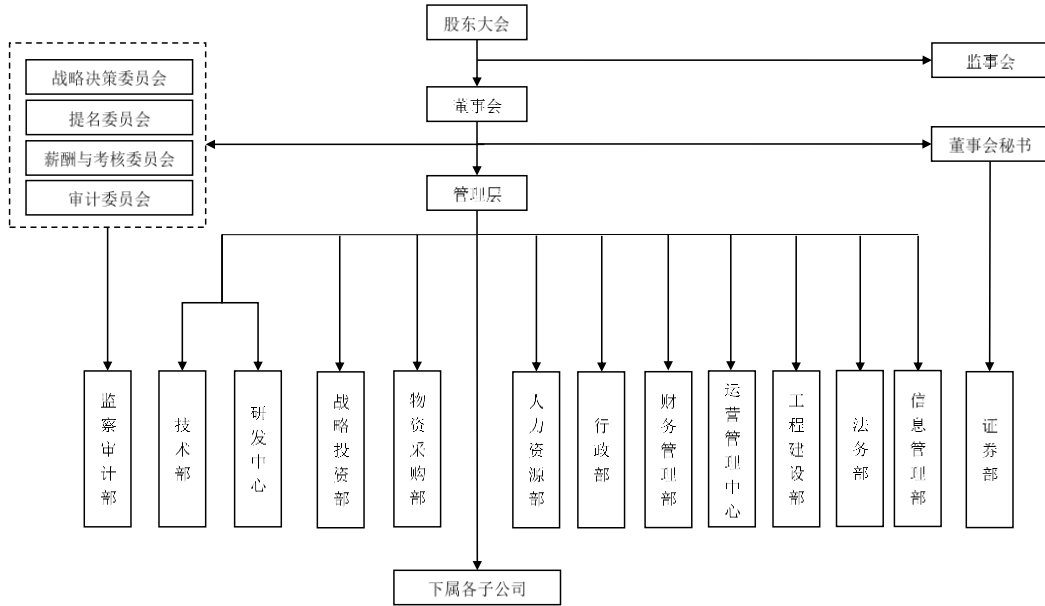 股东大会
监事会
战略决策委员会
提名委员会
薪酬与考核委员会
审计委员会
董事会
董事会秘书
管理层
监察审计部
技术部
研发中心
战略投资部
物资采购部
人力资源部
行政部
财务管理部
运营管理中心
工程建设部
法务部
信息管理部
证券部
下属各子公司